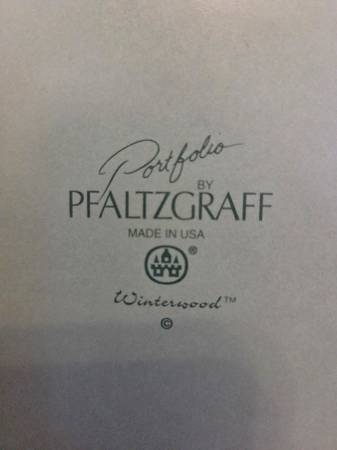 Portfolio
BY
PFALTZGRAFF
MADE IN USA
®
Winterwood™
©